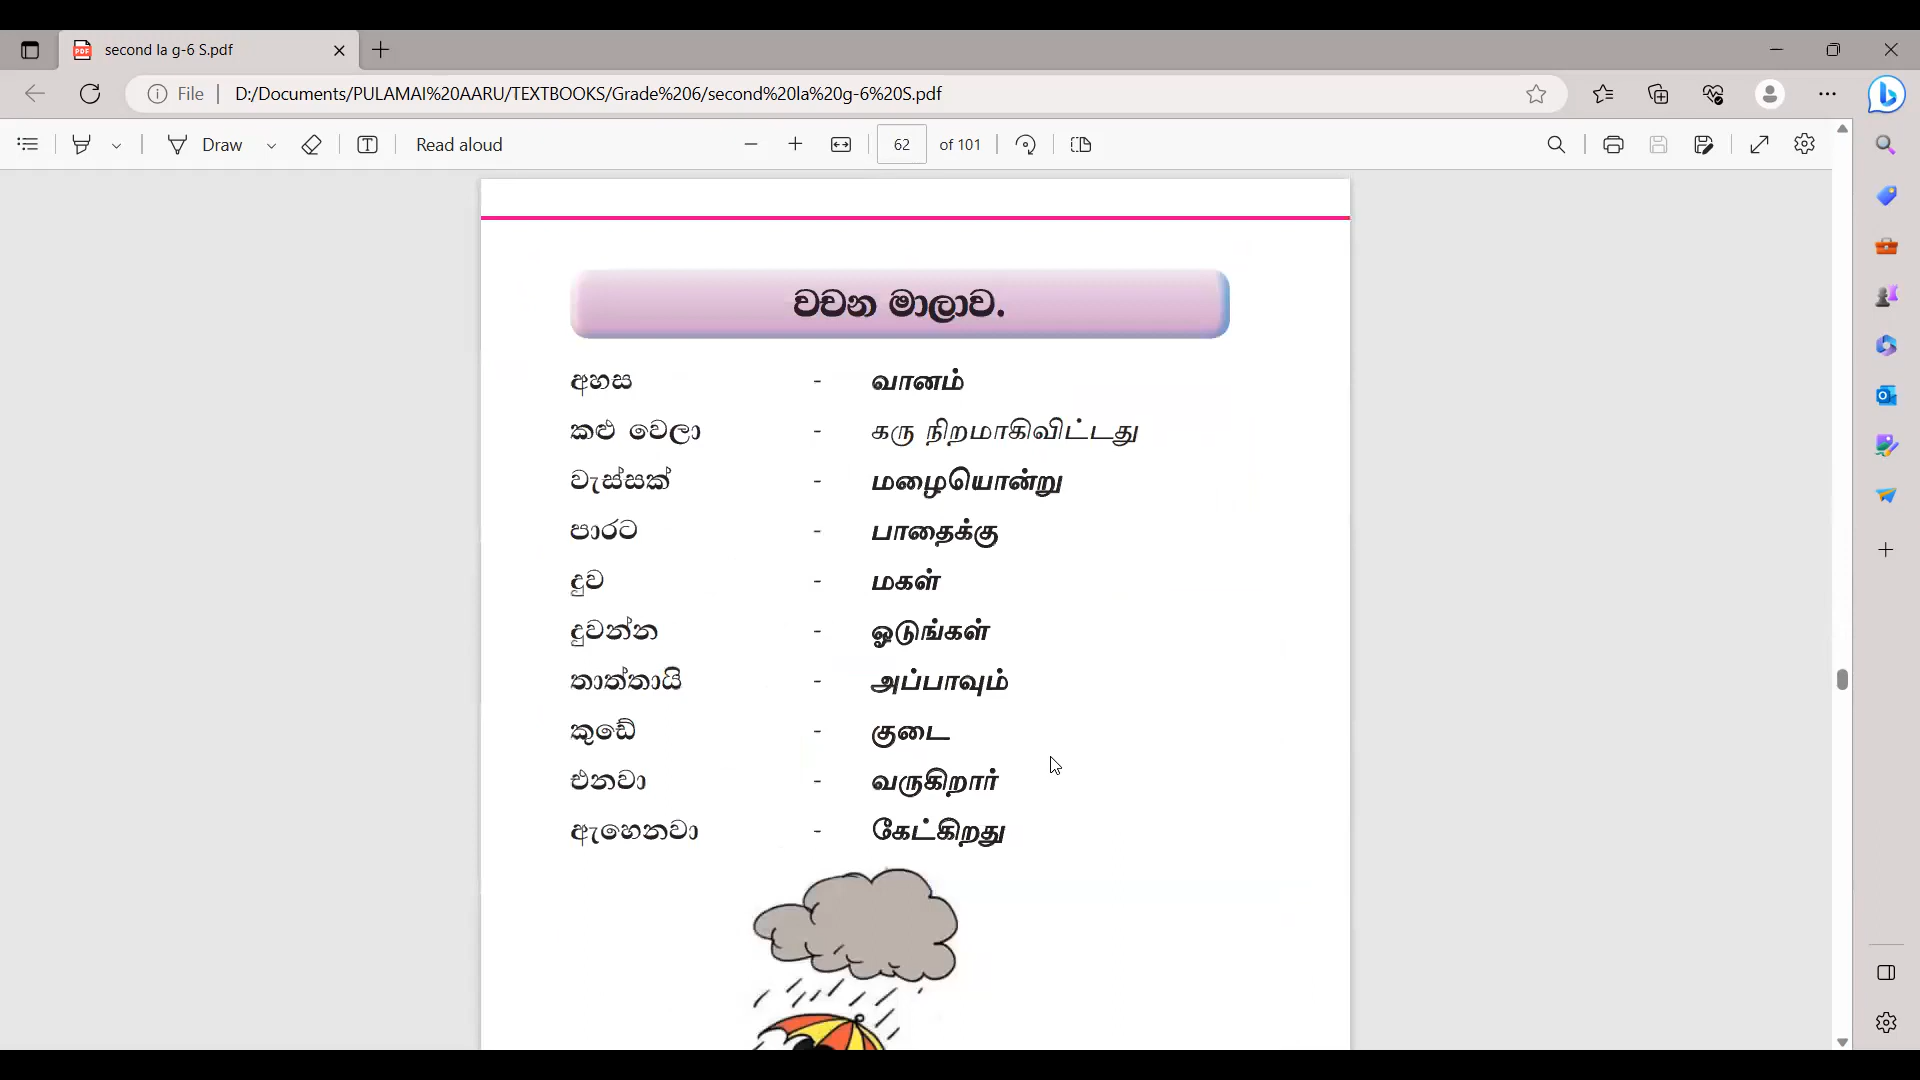 second la g-6 S.pdf
File
D:/Documents/PULAMAI%20AARU/TEXTBOOKS/Grade%206/second%20la%20g-6%20S.pdf
Draw
Read aloud
62 of 101
වචන මාලාව.
අහස - வானம்
කළු වෙලා - கரு நிறமாகிவிட்டது
වැස්සක් - மழையொன்று
පාරට - பாதைக்கு
දුව - மகள்
දුවන්න - ஓடுங்கள்
තාත්තායි - அப்பாவும்
කුඩේ - குடை
එනවා - வருகிறார்
ඇහෙනවා - கேட்கிறது